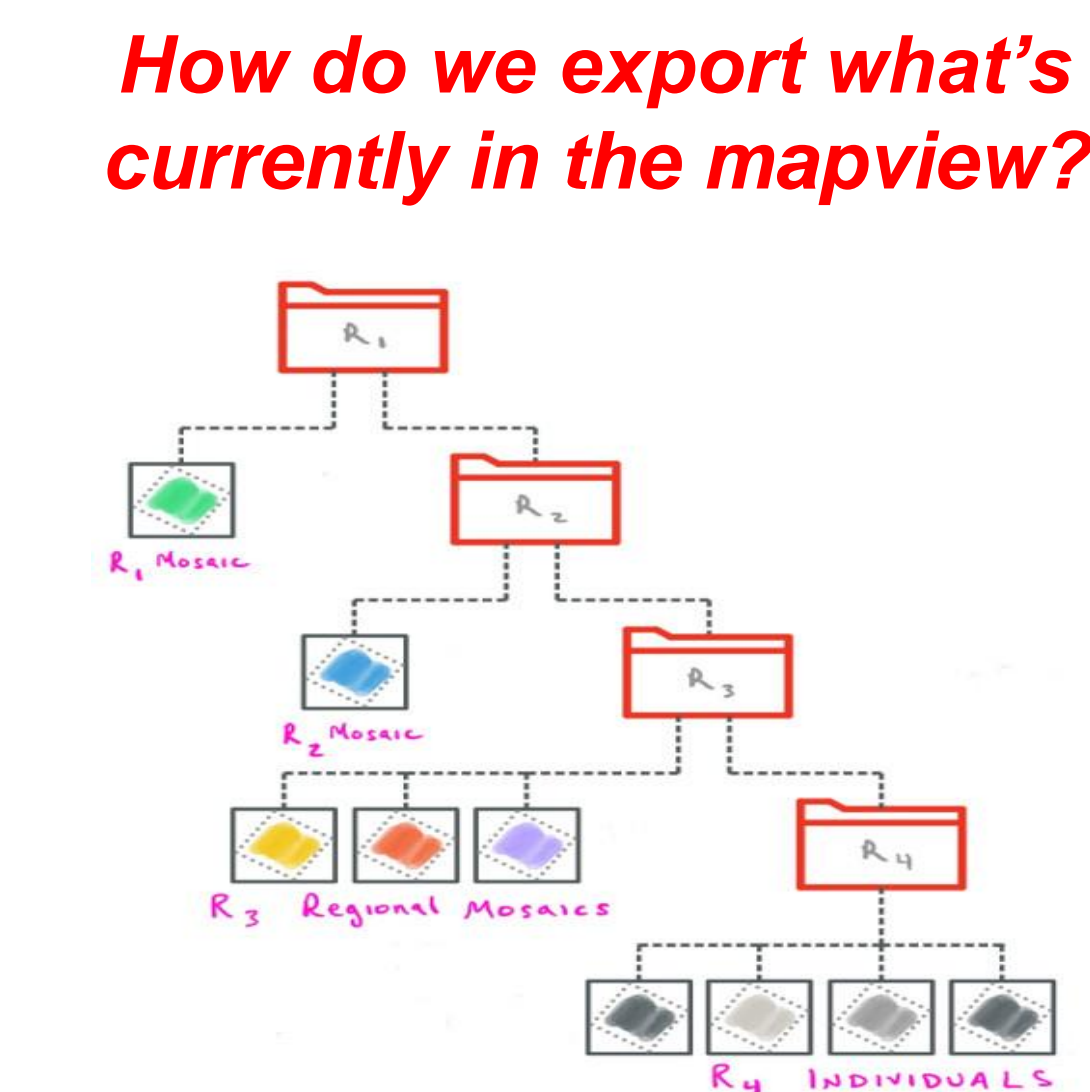 How do we export what's
currently in the mapview?
R1
R1 Mosaic
R2
R2 Mosaic
R3
R3 Regional Mosaics
R4
R4 INDIVIDUALS